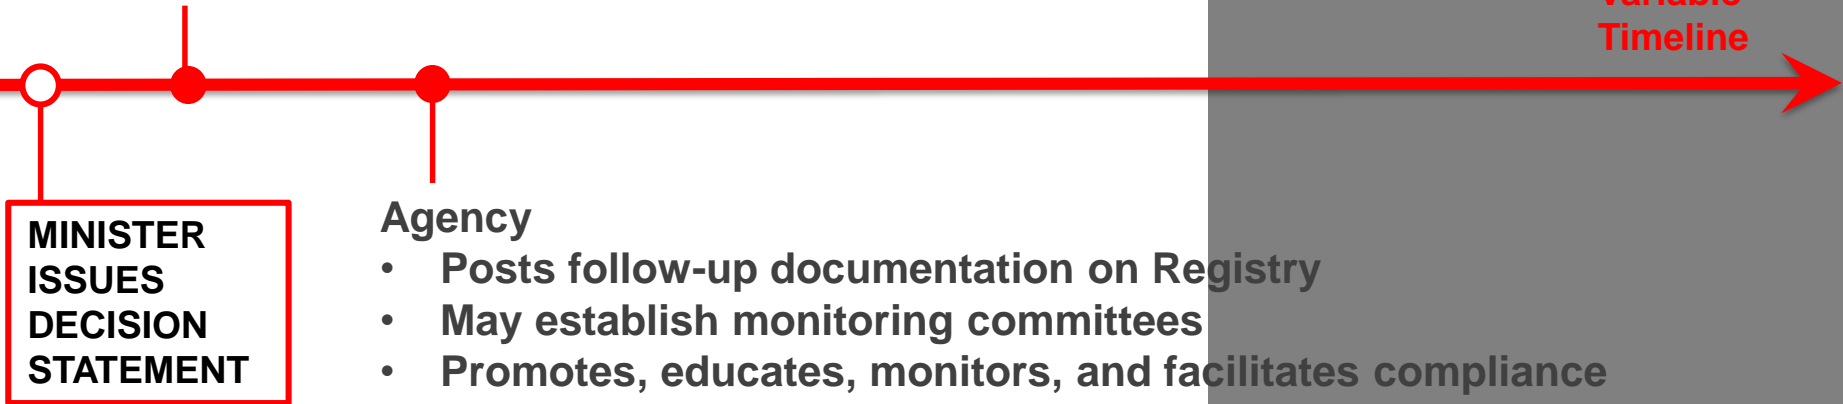 Variable
Timeline
MINISTER
ISSUES
DECISION
STATEMENT
Agency
• Posts follow-up documentation on Registry
• May establish monitoring committees
• Promotes, educates, monitors, and facilitates compliance